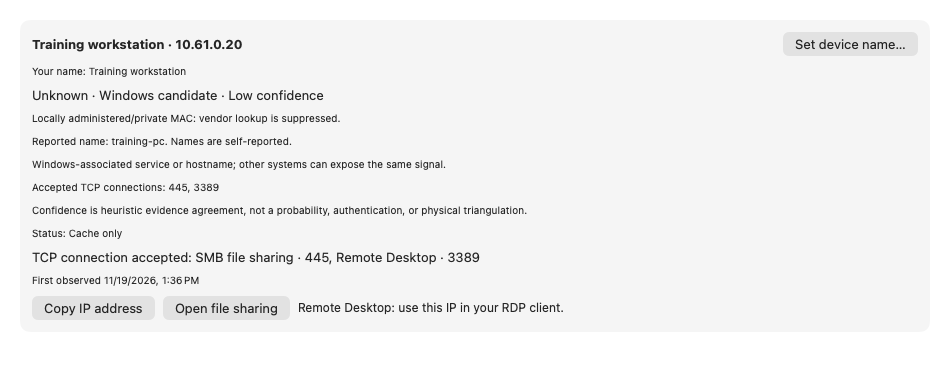 Training workstation · 10.61.0.20
Set device name...
Your name: Training workstation
Unknown · Windows candidate · Low confidence
Locally administered/private MAC: vendor lookup is suppressed.
Reported name: training-pc. Names are self-reported.
Windows-associated service or hostname; other systems can expose the same signal.
Accepted TCP connections: 445, 3389
Confidence is heuristic evidence agreement, not a probability, authentication, or physical triangulation.
Status: Cache only
TCP connection accepted: SMB file sharing · 445, Remote Desktop · 3389
First observed 11/19/2026, 1:36 PM
Copy IP address
Open file sharing
Remote Desktop: use this IP in your RDP client.